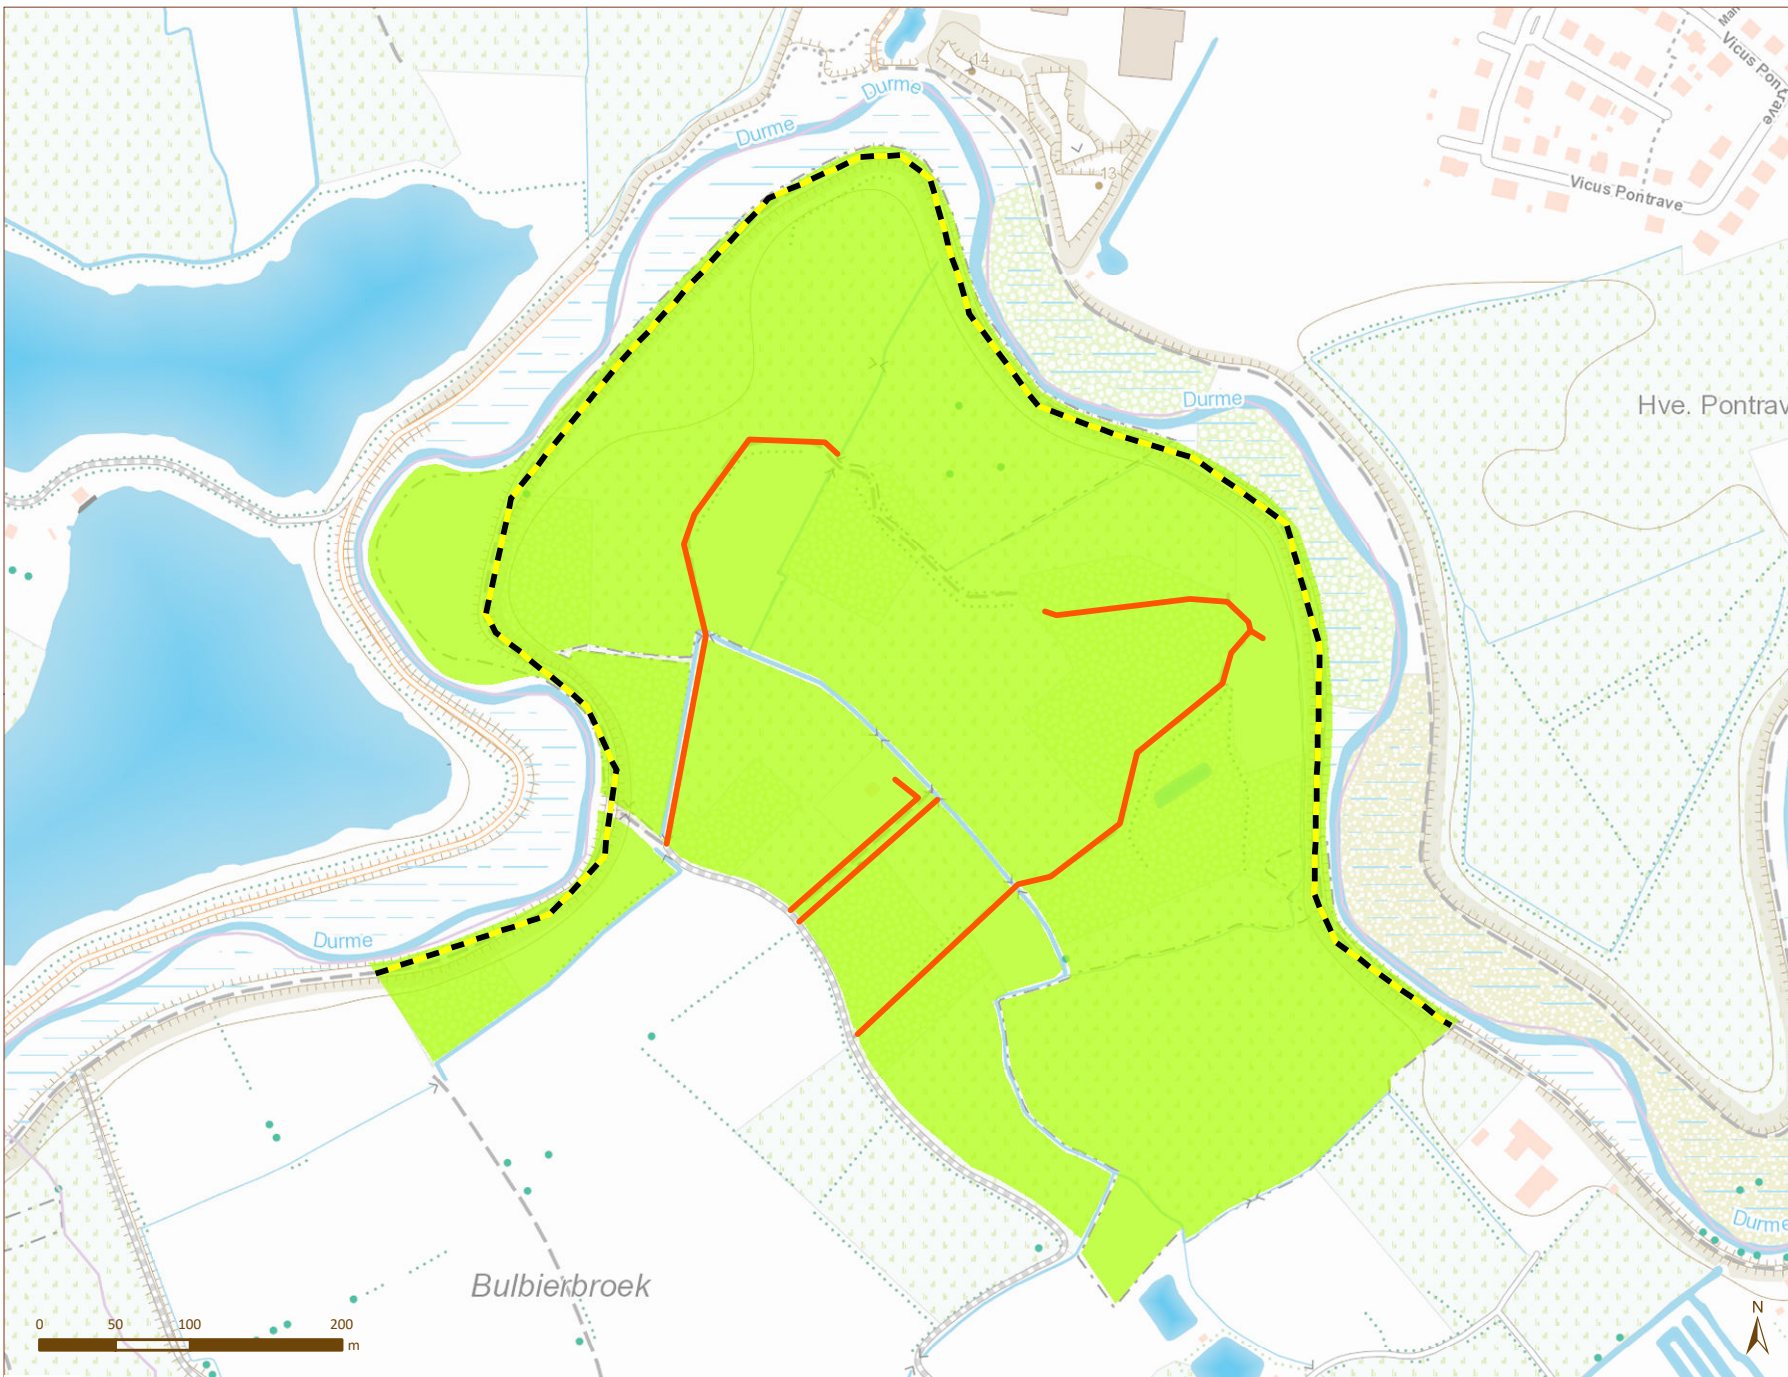 14
Durme
Durme
Vicus Pontrave
13
Vicus Pontrave
Durme
Hve. Pontrav
Durme
Durme
Bulbierbroek
0 50 100 200
m
N